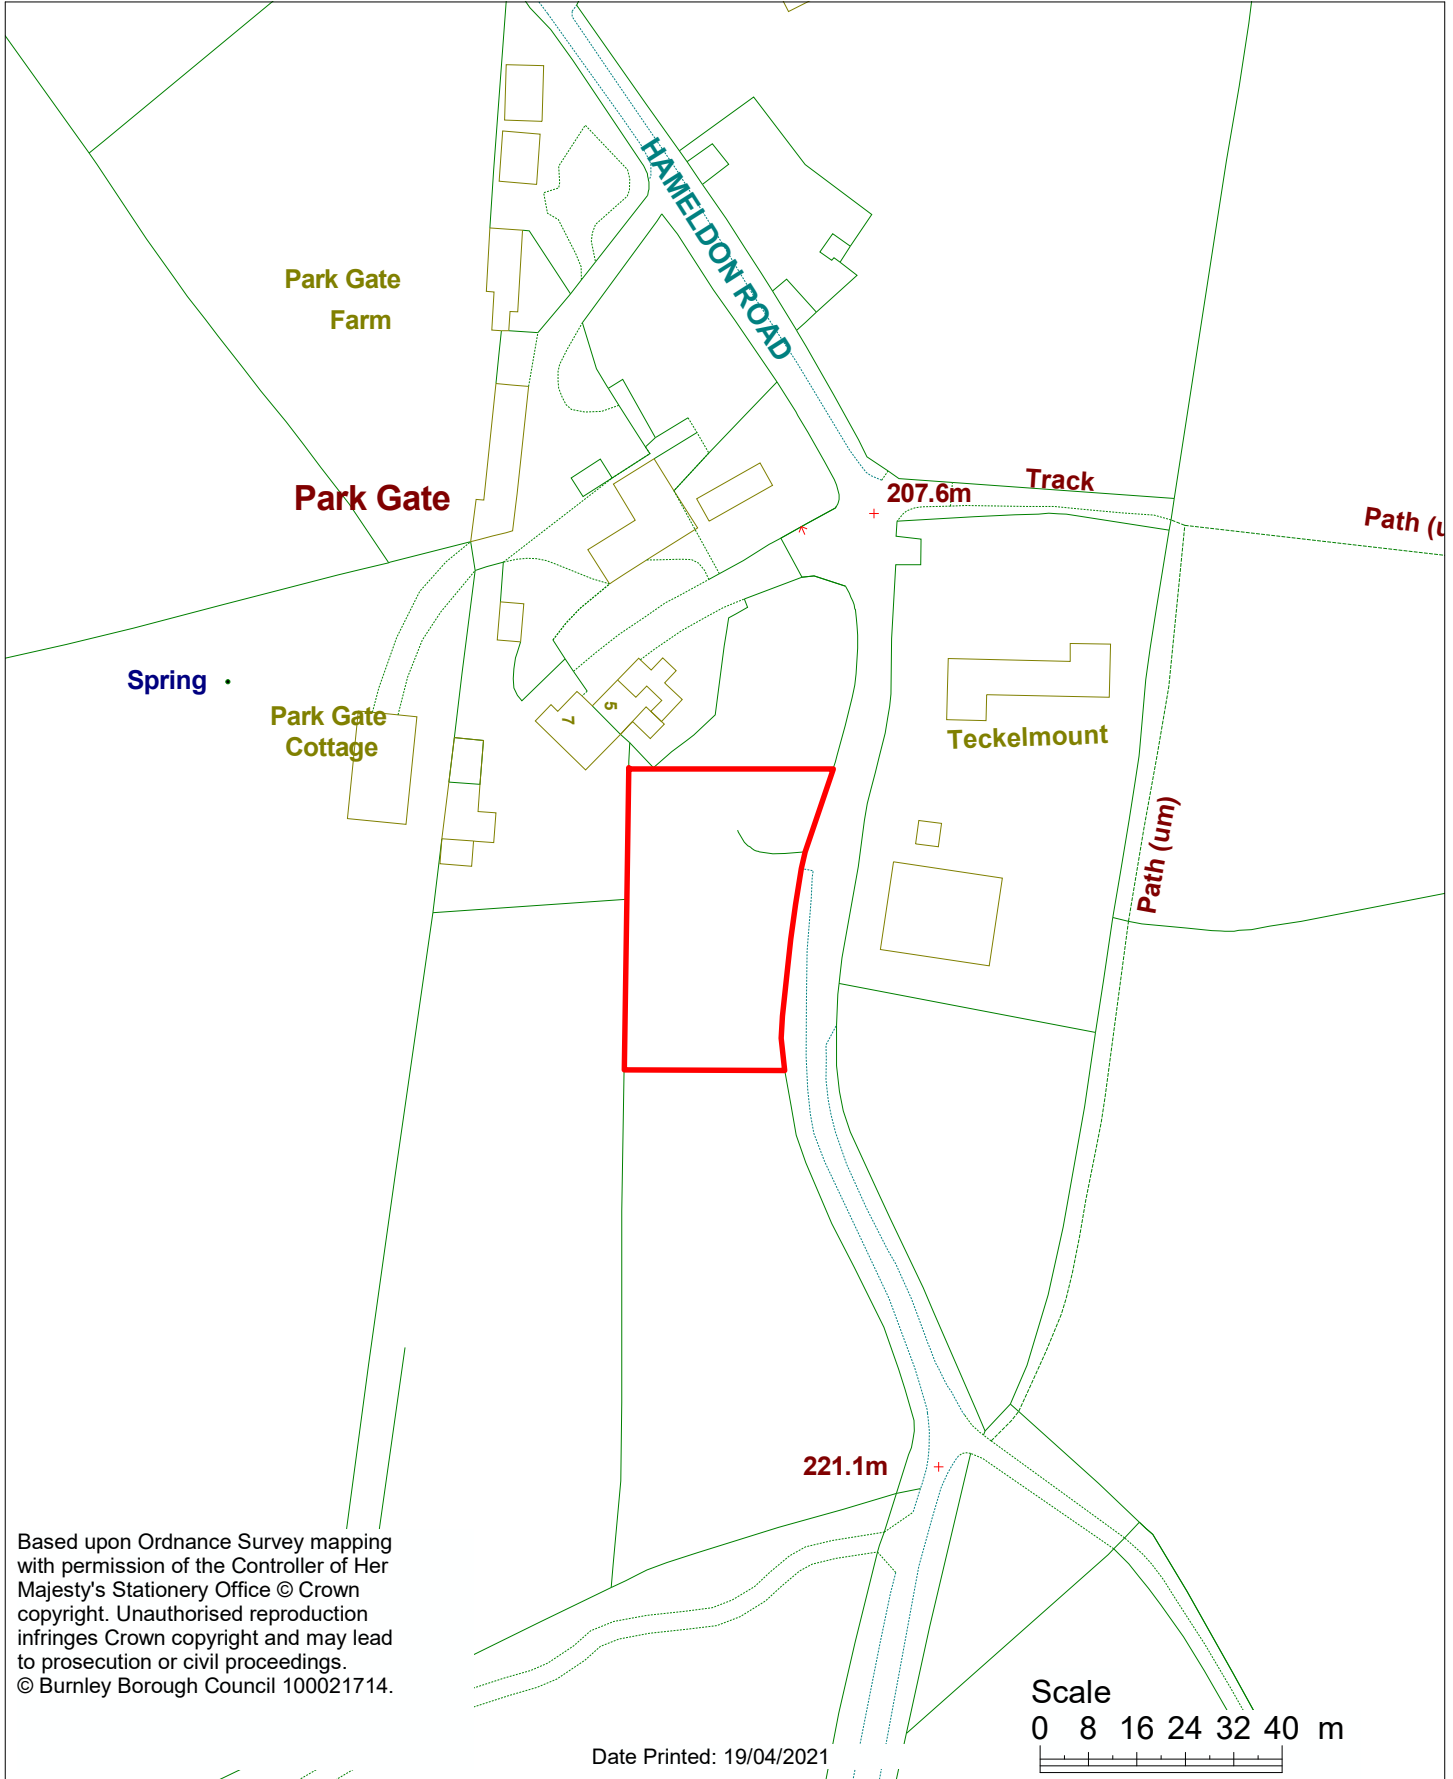 HAMELDON ROAD
Park Gate
Farm
Park Gate
207.6m
Track
Path (u
Spring
Park Gate
Cottage
7
5
Teckelmount
Path (um)
221.1m
Based upon Ordnance Survey mapping
with permission of the Controller of Her
Majesty's Stationery Office © Crown
copyright. Unauthorised reproduction
infringes Crown copyright and may lead
to prosecution or civil proceedings.
© Burnley Borough Council 100021714.
Scale
0 8 16 24 32 40 m
Date Printed: 19/04/2021